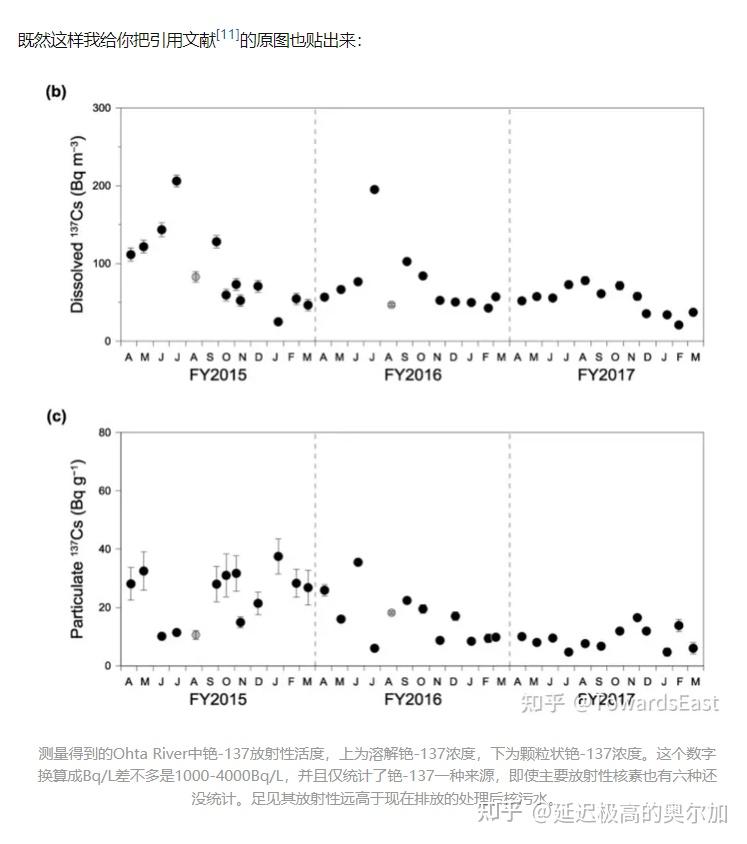 既然这样我给你把引用文献[11]的原图也贴出来：
(b)
Dissolved ¹³⁷Cs (Bq m⁻³)
300
200
100
0
A M J J A S O N D J F M A M J J A S O N D J F M A M J J A S O N D J F M
FY2015 FY2016 FY2017
(c)
Particulate ¹³⁷Cs (Bq g⁻¹)
80
60
40
20
0
A M J J A S O N D J F M A M J J A S O N D J F M A M J J A S O N D J F M
FY2015 FY2016 FY2017
知乎 @TowardsEast
测量得到的Ohta River中铯-137放射性活度，上为溶解铯-137浓度，下为颗粒状铯-137浓度。这个数字
换算成Bq/L差不多是1000-4000Bq/L，并且仅统计了铯-137一种来源，即使主要放射性核素也有六种还
没统计。足见其放射性远高于现在排放的处理后核污水。
知乎 @延迟极高的奥尔加